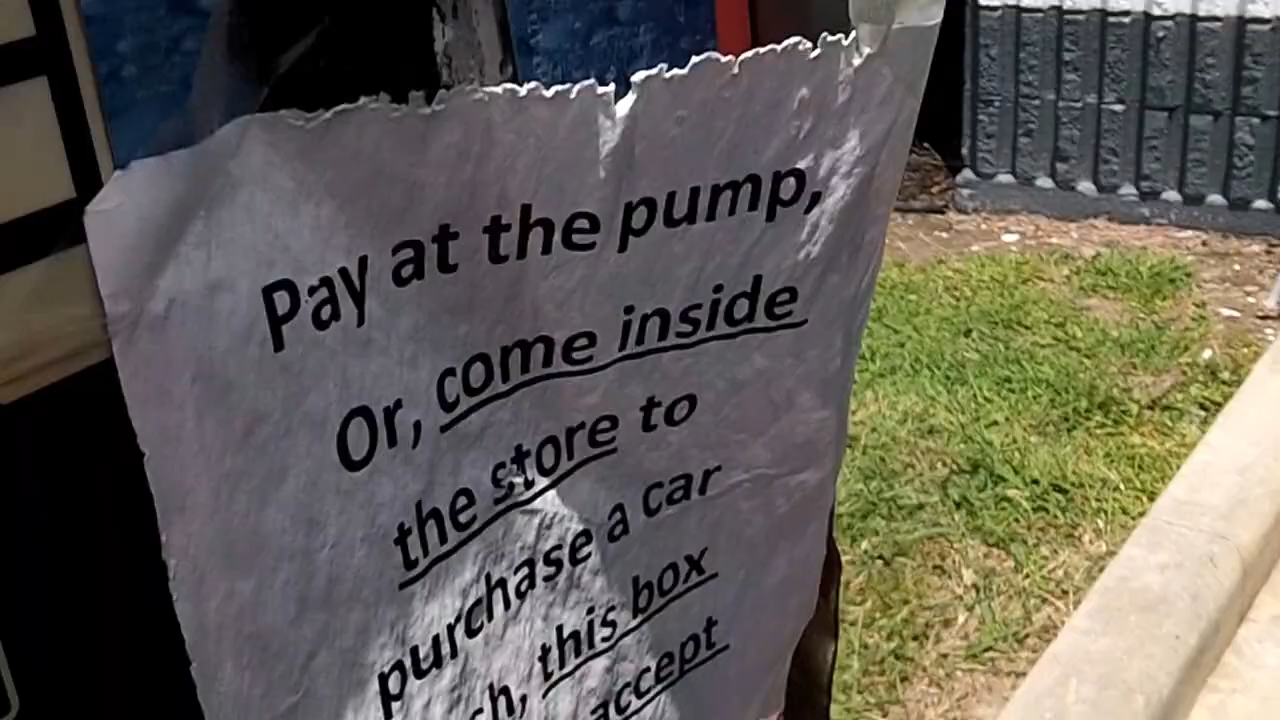 Pay at the pump,
Or, come inside
the store to
purchase a car
this box
accept